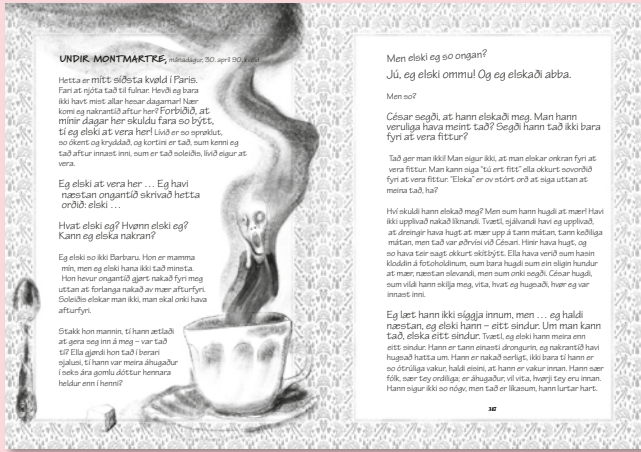 UNDIR MONTMARTRE, mánadagur, 30. apríl 90, kvøld
Hetta er mítt síðsta kvøld í Paris.
Fari at njóta tað til fulnar. Hevði eg bara
ikki havt mist allar hesar dagarnar! Nær
komi eg nakrantíð aftur her? Forbiðið, at
mínir dagar her skuldu fara so býtt,
tí eg elski at vera her! Lívið er so sprøklut,
so ókent og kryddað, og kortini er tað, sum kenni eg
tað aftur innast inni, sum er tað soleiðis, lívið eigur at
vera.
Eg elski at vera her … Eg havi
næstan ongantíð skrivað hetta
orðið: elski …
Hvat elski eg? Hvønn elski eg?
Kann eg elska nakran?
Eg elski so ikki Barbaru. Hon er mamma
mín, men eg elski hana ikki tað minsta.
Hon hevur ongantíð gjørt nakað fyri meg
uttan at forlanga nakað av mær afturfyri.
Soleiðis elskar man ikki, man skal onki hava
afturfyri.
Stakk hon mannin, tí hann ætlaði
at gera seg inn á meg – var tað
tí? Ella gjørdi hon tað í berari
sjalusi, tí hann var meira áhugaður
í seks ára gomlu dóttur hennara
heldur enn í henni?
Men elski eg so ongan?
Jú, eg elski ommu! Og eg elskaði abba.
Men so?
César segði, at hann elskaði meg. Man hann
veruliga hava meint tað? Segði hann tað ikki bara
fyri at vera fittur?
Tað ger man ikki! Man sigur ikki, at man elskar onkran fyri at
vera fittur. Man kann siga "tú ert fitt" ella okkurt sovorðið
fyri at vera fittur. "Elska" er ov stórt orð at siga uttan at
meina tað, ha?
Hví skuldi hann elskað meg? Men sum hann hugdi at mær! Havi
ikki upplivað nakað líknandi. Tvætl, sjálvandi havi eg upplivað,
at dreingir hava hugt at mær upp á tann mátan, tann keðiliga
mátan, men tað var øðrvísi við Césari. Hinir hava hugt, og
so hava teir sagt okkurt skitbýtt. Ella hava verið sum hasin
kloddin á fotoholdinum, sum bara hugdi sum ein sligin hundur
at mær, næstan slevandi, men sum onki segði. César hugdi,
sum vildi hann skilja meg, vita, hvat eg hugsaði, hvør eg var
innast inni.
Eg læt hann ikki síggja innum, men … eg haldi
næstan, eg elski hann – eitt sindur. Um man kann
tað, elska eitt sindur. Tvætl, eg elski hann meira enn
eitt sindur. Hann er tann einasti drongurin, eg nakrantíð havi
hugsað hatta um. Hann er nakað serligt, ikki bara tí hann er
so ótrúliga vakur, haldi eisini, at hann er vakur innan. Hann sær
fólk, sær tey ordiliga; er áhugaður, vil vita, hvørji tey eru innan.
Hann sigur ikki so nógv, men tað er líkasum, hann lurtar hart.
347